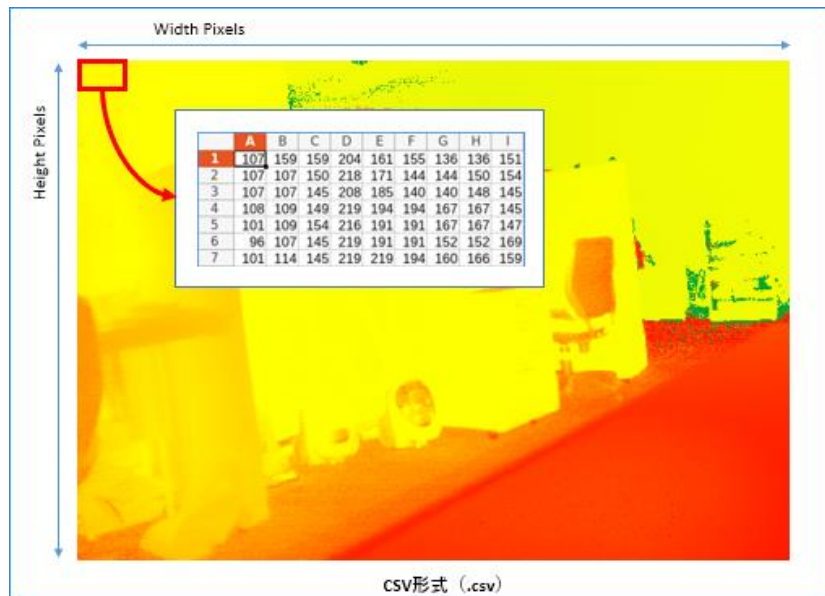 Width Pixels
Height Pixels
A B C D E F G H I
1 107 159 159 204 161 155 136 136 151
2 107 107 150 218 171 144 144 150 154
3 107 107 145 208 185 140 140 148 145
4 108 109 149 219 194 194 167 167 145
5 101 109 154 216 191 191 167 167 147
6 96 107 145 219 191 191 152 152 169
7 101 114 145 219 219 194 160 166 159
CSV形式（.csv）